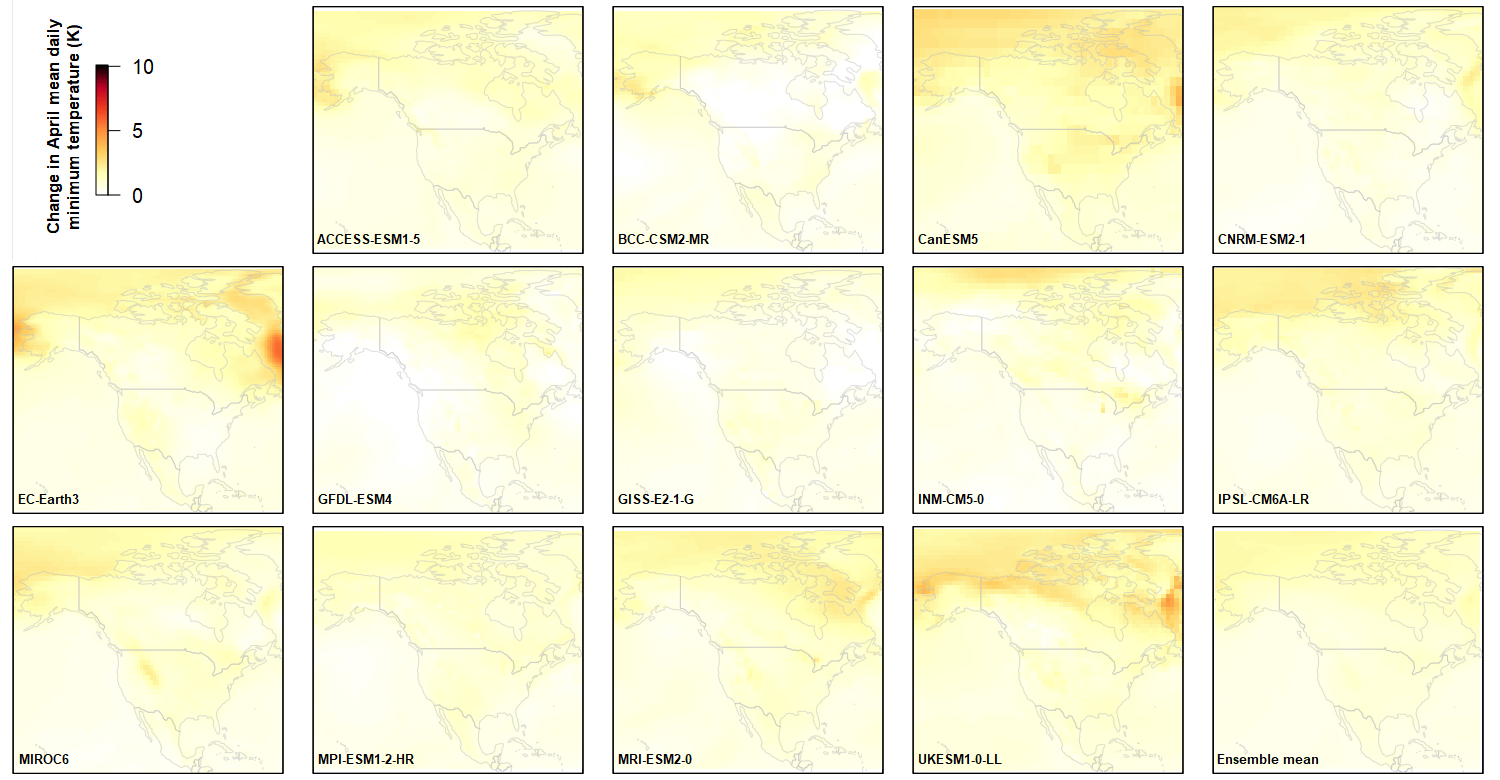 Change in April mean daily
minimum temperature (K)
10
5
0
ACCESS-ESM1-5
BCC-CSM2-MR
CanESM5
CNRM-ESM2-1
EC-Earth3
GFDL-ESM4
GISS-E2-1-G
INM-CM5-0
IPSL-CM6A-LR
MIROC6
MPI-ESM1-2-HR
MRI-ESM2-0
UKESM1-0-LL
Ensemble mean